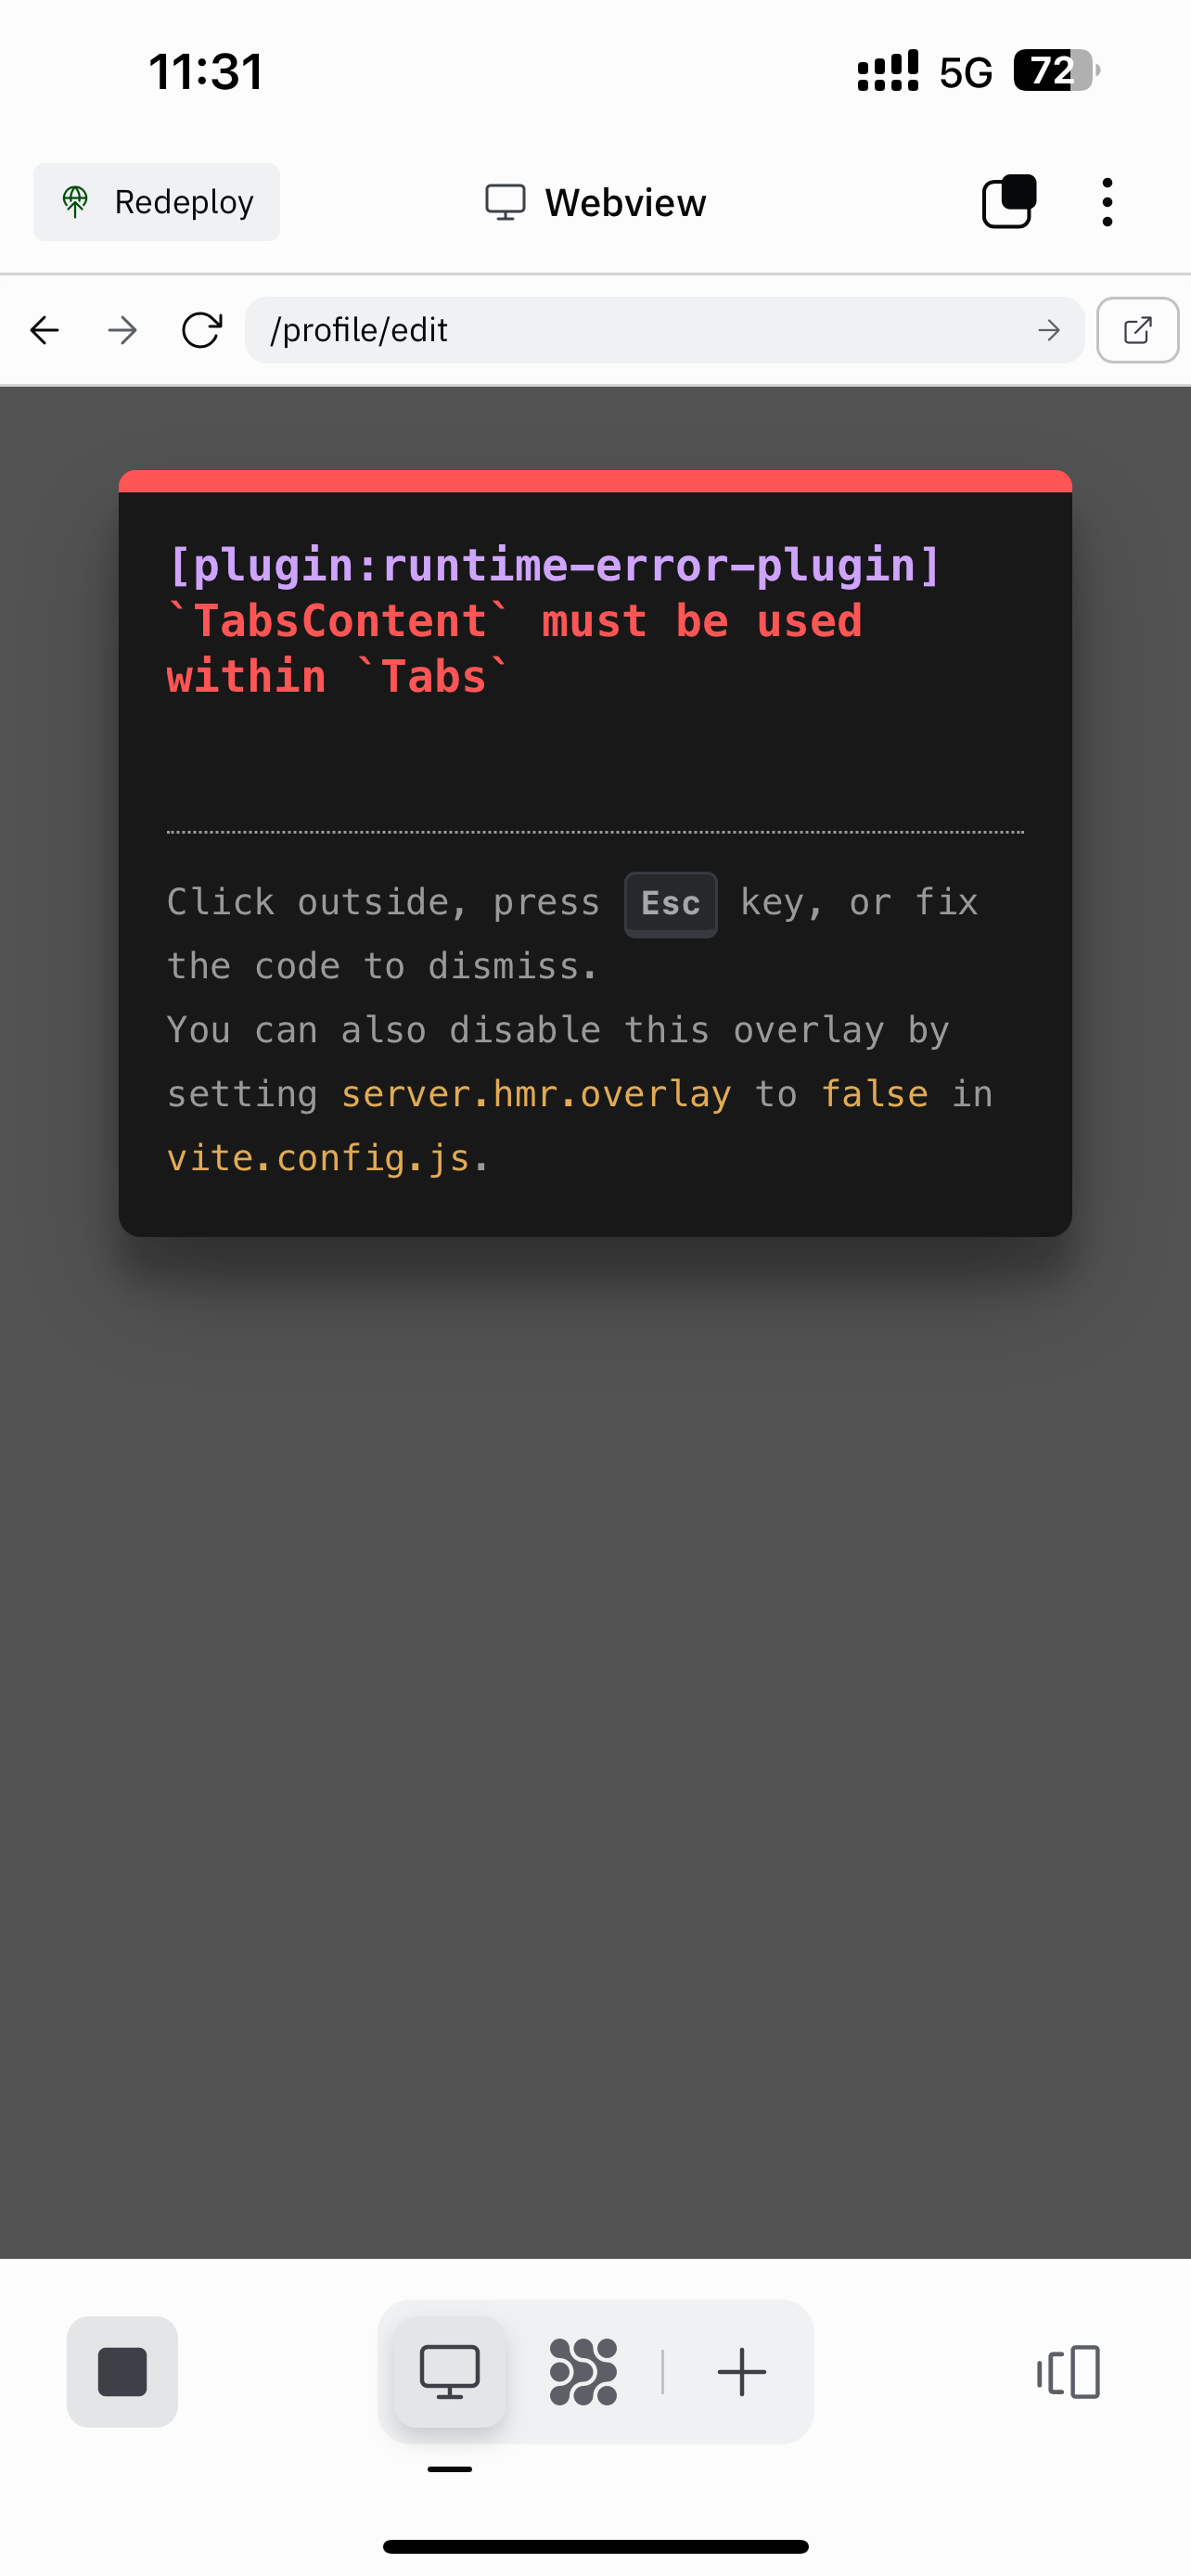 11:31
5G 72
Redeploy
Webview
/profile/edit
[plugin:runtime-error-plugin]
`TabsContent` must be used
within `Tabs`
Click outside, press Esc key, or fix
the code to dismiss.
You can also disable this overlay by
setting server.hmr.overlay to false in
vite.config.js.